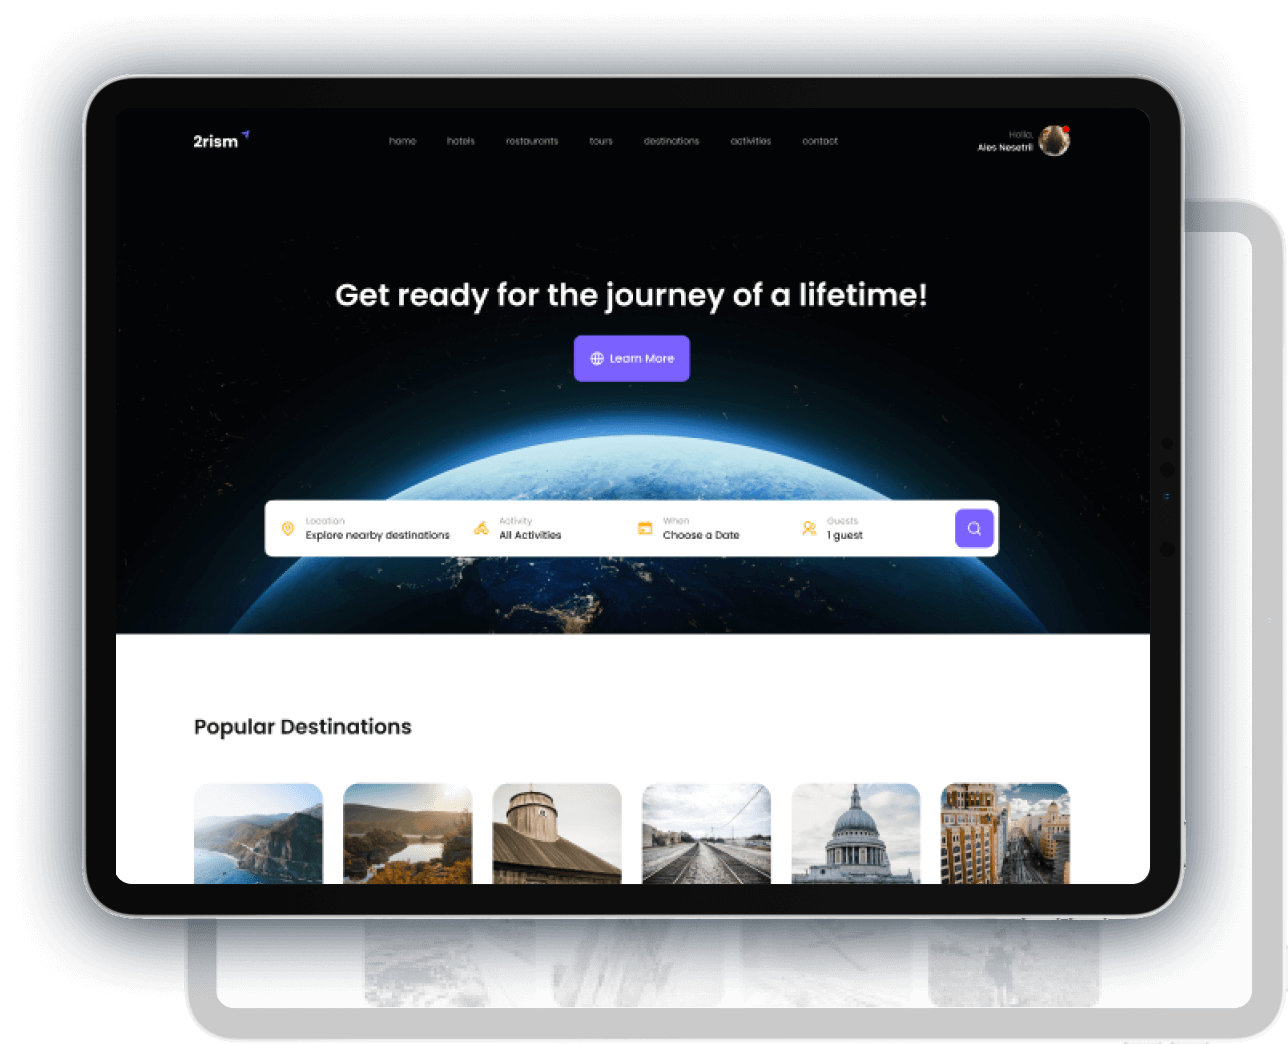 2rism
home hotels restaurants tours destinations activities contact
Hello,
Ales Nesetril
Get ready for the journey of a lifetime!
Learn More
Location
Explore nearby destinations
Activity
All Activities
When
Choose a Date
Guests
1 guest
Popular Destinations